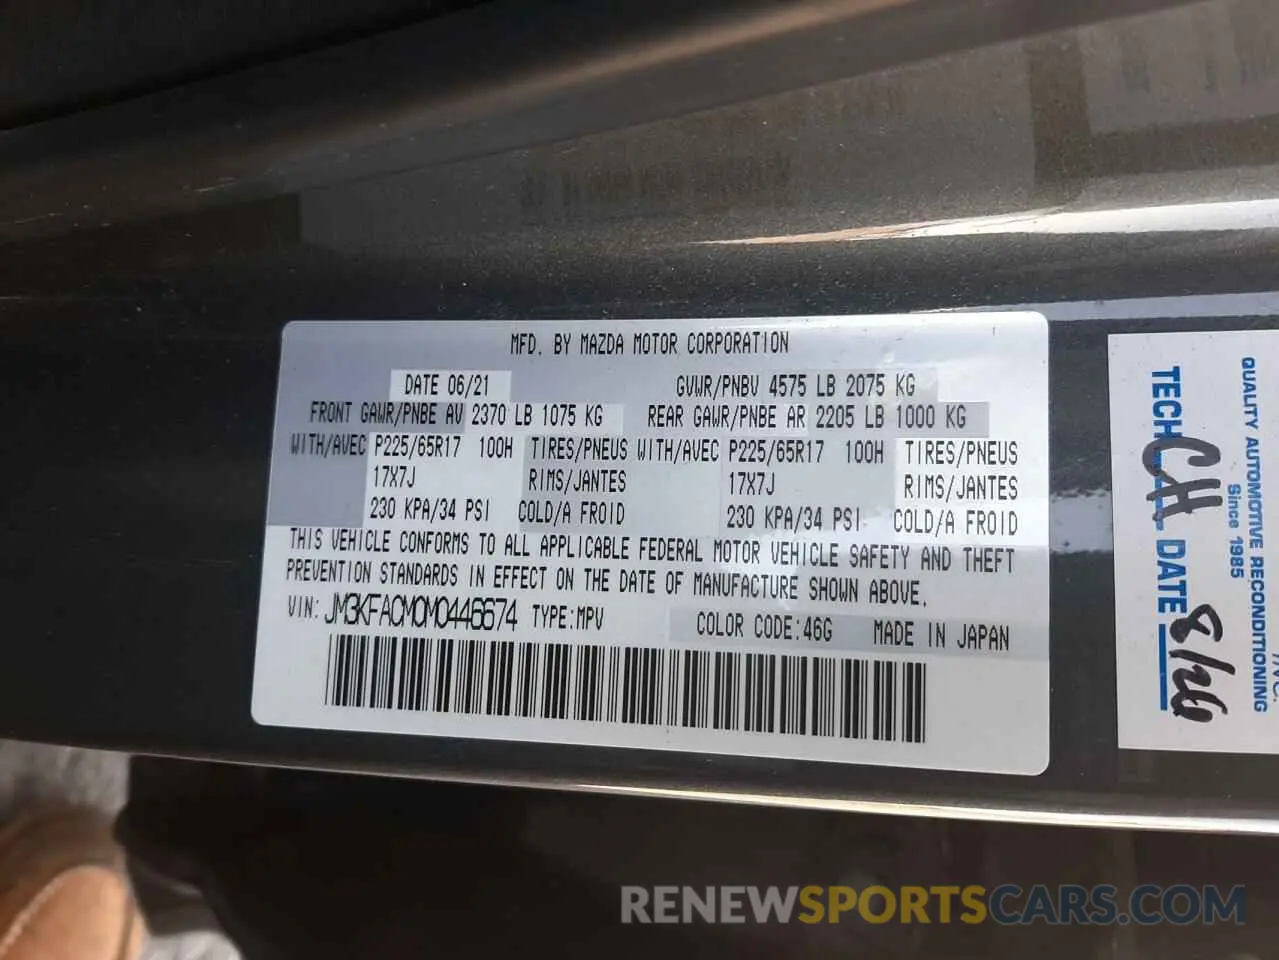 MFD. BY MAZDA MOTOR CORPORATION
DATE 06/21 GVWR/PNBV 4575 LB 2075 KG
FRONT GAWR/PNBE AV 2370 LB 1075 KG REAR GAWR/PNBE AR 2205 LB 1000 KG
WITH/AVEC P225/65R17 100H TIRES/PNEUS WITH/AVEC P225/65R17 100H TIRES/PNEUS
17X7J RIMS/JANTES 17X7J RIMS/JANTES
230 KPA/34 PSI COLD/A FROID 230 KPA/34 PSI COLD/A FROID
THIS VEHICLE CONFORMS TO ALL APPLICABLE FEDERAL MOTOR VEHICLE SAFETY AND THEFT
PREVENTION STANDARDS IN EFFECT ON THE DATE OF MANUFACTURE SHOWN ABOVE.
VIN: JM3KFACM0M0446674 TYPE:MPV COLOR CODE:46G MADE IN JAPAN
QUALITY AUTOMOTIVE RECONDITIONING
Since 1985
TECH CH DATE
RENEWSPORTSCARS.COM